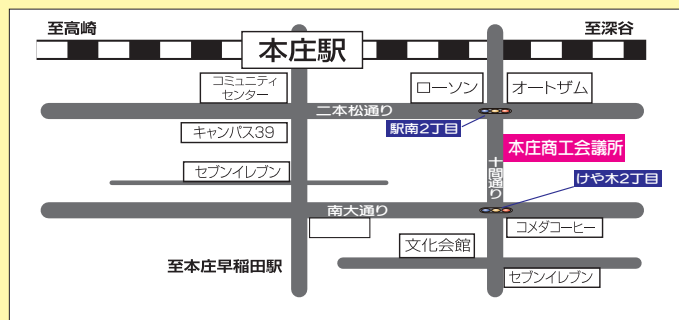 至高崎
至深谷
本庄駅
コミュニティ
センター
ローソン
オートザム
二本松通り
駅南2丁目
キャンパス39
本庄商工会議所
セブンイレブン
十間通り
けや木2丁目
南大通り
コメダコーヒー
文化会館
至本庄早稲田駅
セブンイレブン